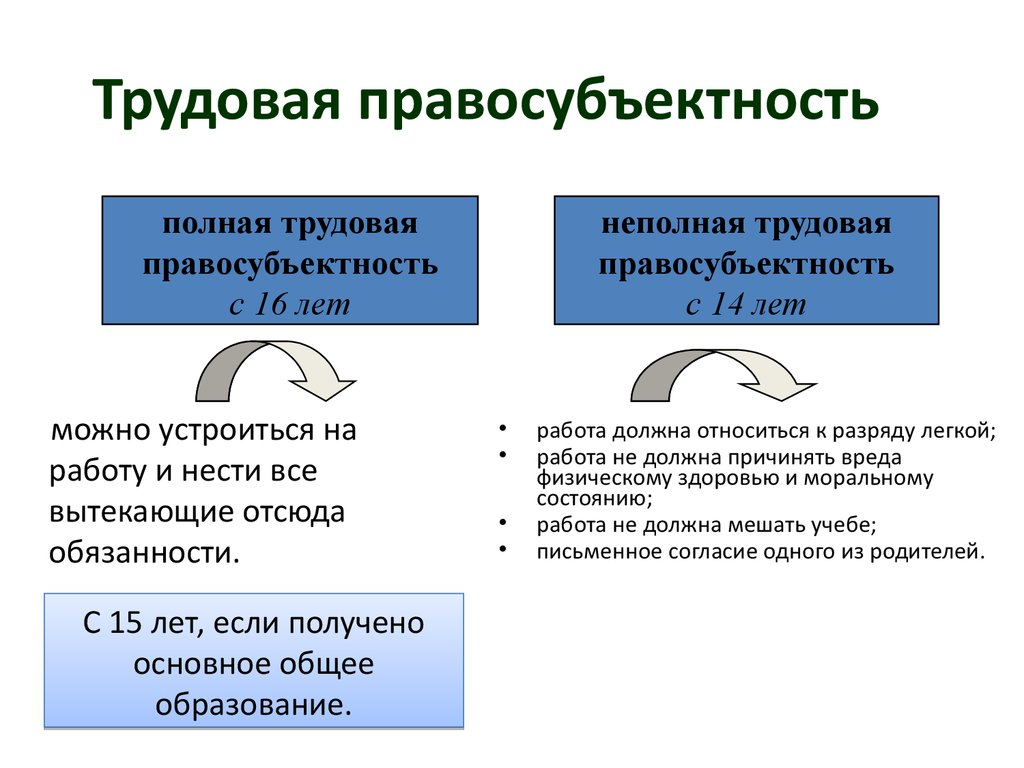 Трудовая правосубъектность
полная трудовая
правосубъектность
с 16 лет
неполная трудовая
правосубъектность
с 14 лет
можно устроиться на
работу и нести все
вытекающие отсюда
обязанности.
С 15 лет, если получено
основное общее
образование.
• работа должна относиться к разряду легкой;
• работа не должна причинять вреда
физическому здоровью и моральному
состоянию;
• работа не должна мешать учебе;
• письменное согласие одного из родителей.